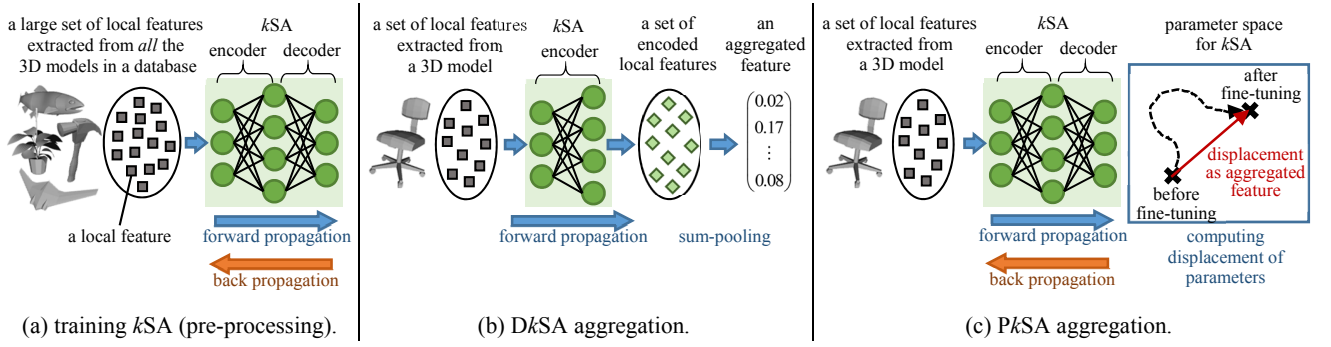 a large set of local features
extracted from all the
3D models in a database
kSA
encoder
decoder
a local feature
forward propagation
back propagation
(a) training kSA (pre-processing).
a set of local features
extracted from
a 3D model
kSA
encoder
a set of
encoded
local features
an
aggregated
feature
0.02
0.17
⋮
0.08
forward propagation
sum-pooling
(b) DkSA aggregation.
a set of local features
extracted from
a 3D model
kSA
encoder
decoder
parameter space
for kSA
after
fine-tuning
displacement
as aggregated
feature
before
fine-tuning
forward propagation
back propagation
computing
displacement of
parameters
(c) PkSA aggregation.